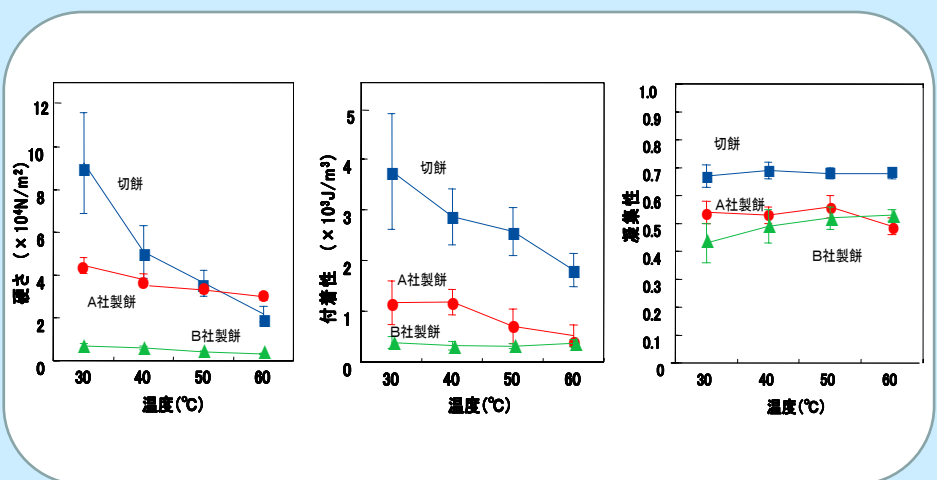 硬さ (×10⁴N/m²)
12
10
8
6
4
2
0
切餅
A社製餅
B社製餅
30 40 50 60
温度(℃)
付着性 (×10³J/m³)
5
4
3
2
1
0
切餅
A社製餅
B社製餅
30 40 50 60
温度(℃)
凝集性
1.0
0.9
0.8
0.7
0.6
0.5
0.4
0.3
0.2
0.1
0
切餅
A社製餅
B社製餅
30 40 50 60
温度(℃)